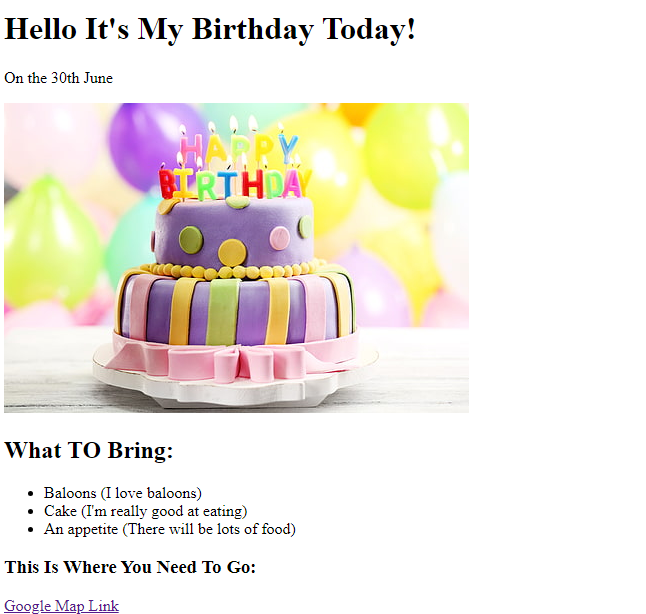 Hello It's My Birthday Today!
On the 30th June
HAPPY
BIRTHDAY
What TO Bring:
Baloons (I love baloons)
Cake (I'm really good at eating)
An appetite (There will be lots of food)
This Is Where You Need To Go:
Google Map Link